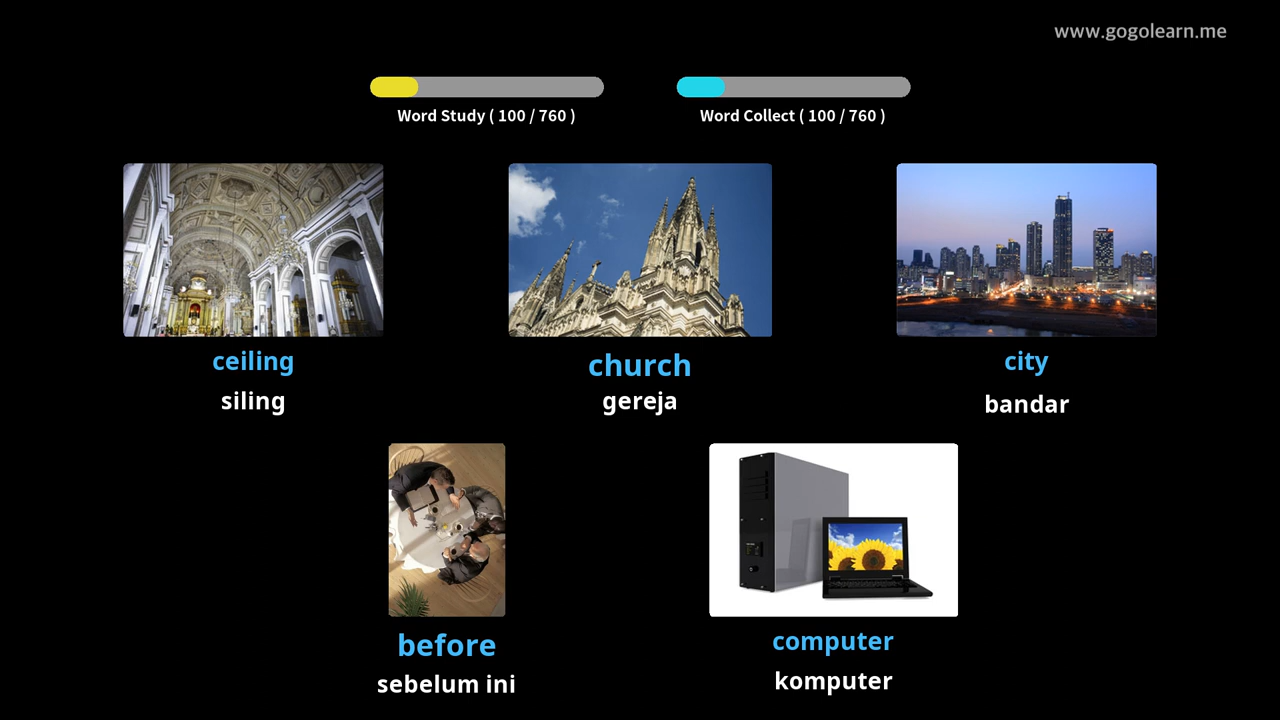 www.gogolearn.me
Word Study ( 100 / 760 )
Word Collect ( 100 / 760 )
ceiling
siling
church
gereja
city
bandar
before
sebelum ini
computer
komputer